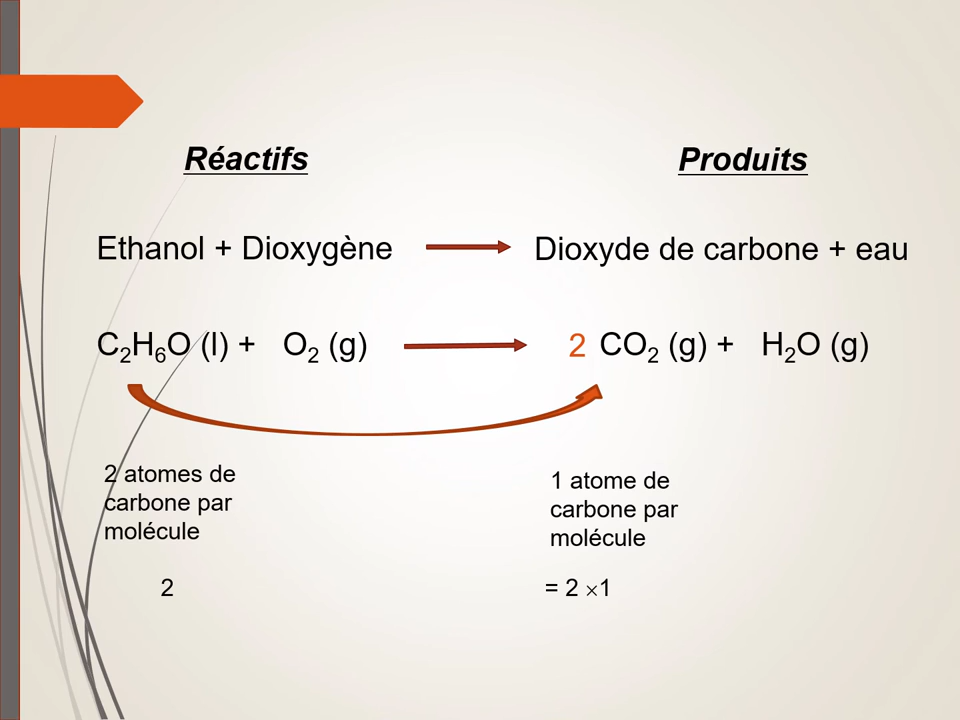 Réactifs
Produits
Ethanol + Dioxygène
Dioxyde de carbone + eau
C₂H₆O (l) + O₂ (g)
2 CO₂ (g) + H₂O (g)
2 atomes de
carbone par
molécule
1 atome de
carbone par
molécule
2
= 2 ×1